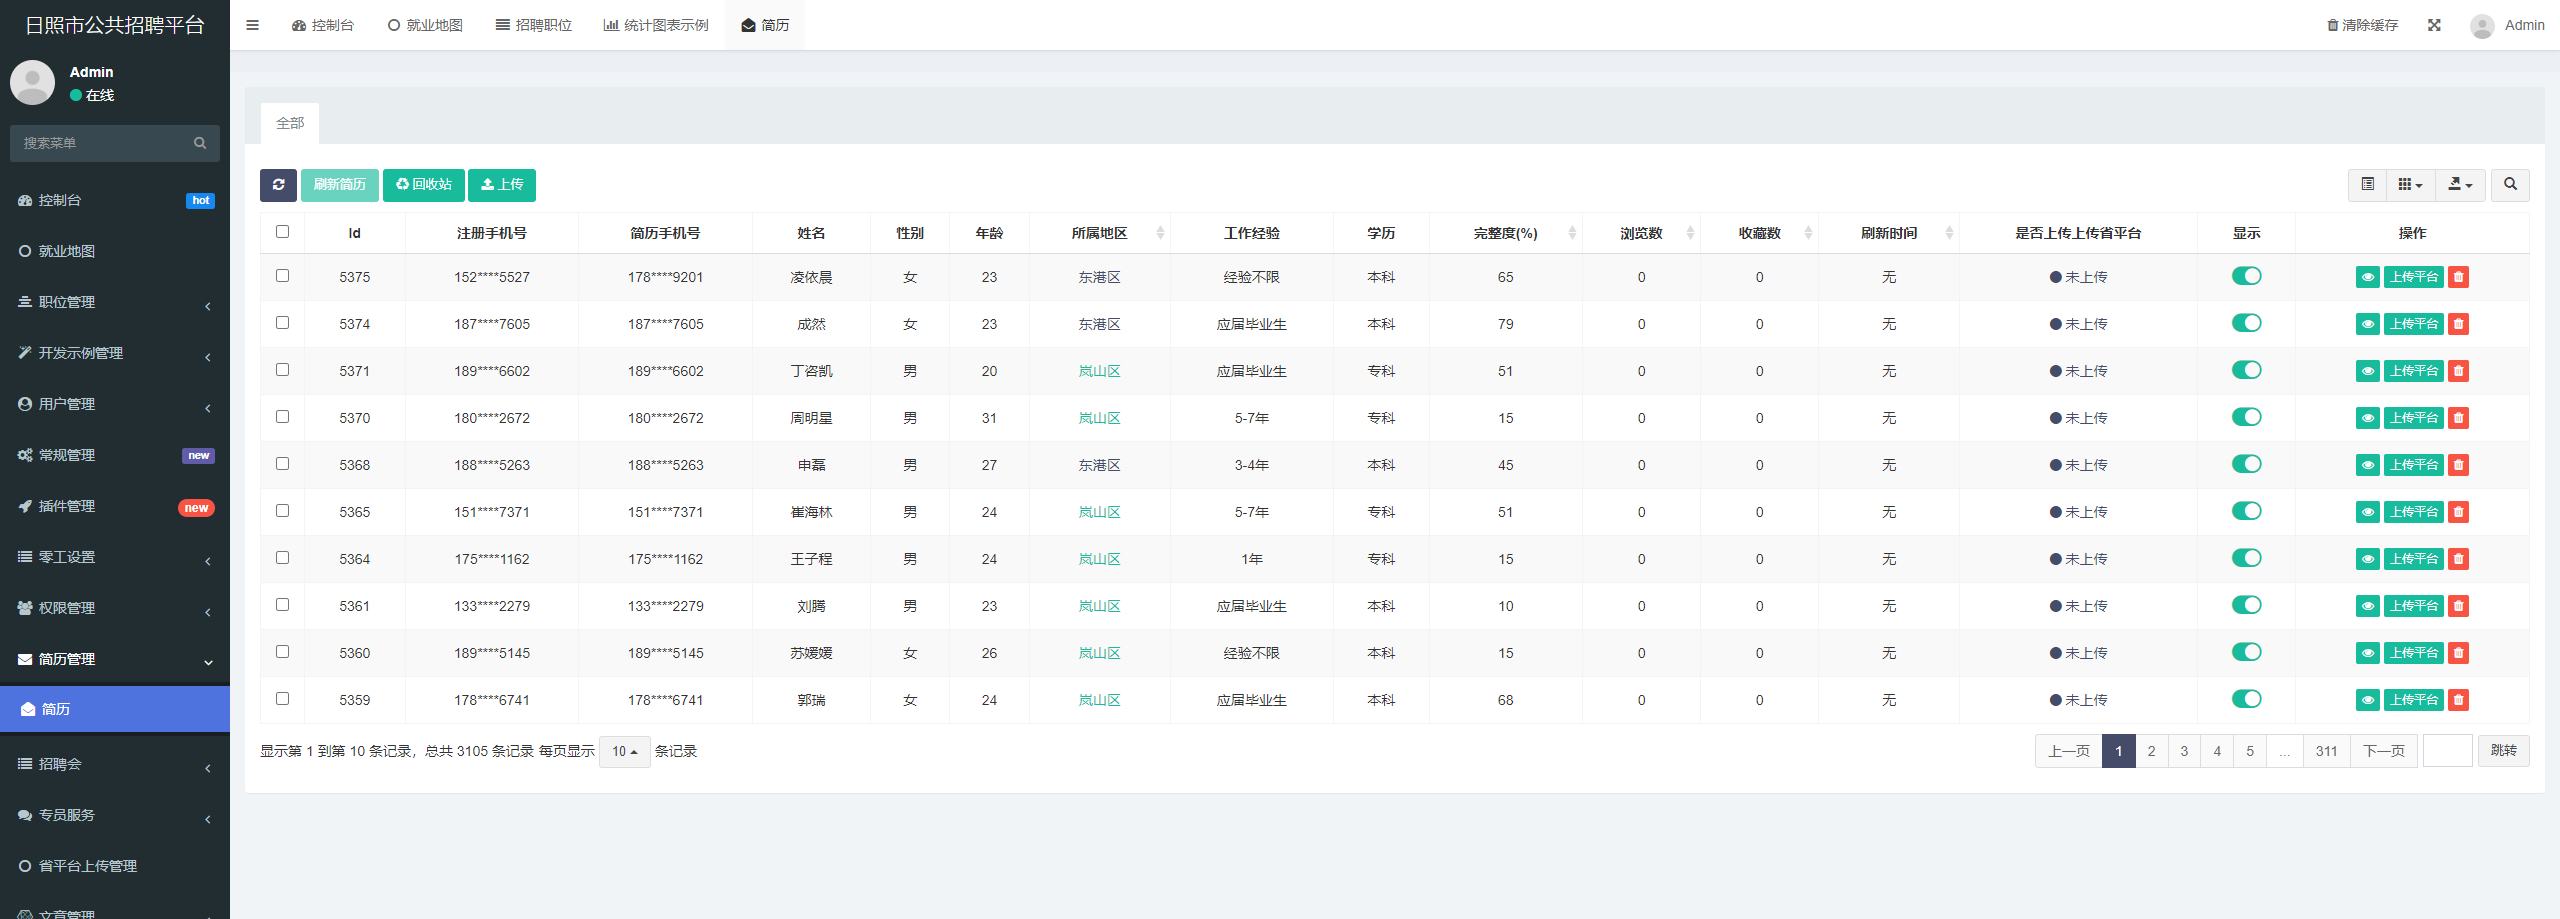 日照市公共招聘平台
控制台 就业地图 招聘职位 统计图表示例 简历 清除缓存 Admin
Admin
在线
搜索菜单
控制台 hot
就业地图
职位管理
开发示例管理
用户管理
常规管理 new
插件管理 new
零工设置
权限管理
简历管理
简历
招聘会
专员服务
省平台上传管理
文章管理
全部
刷新简历 回收站 上传
Id 注册手机号 简历手机号 姓名 性别 年龄 所属地区 工作经验 学历 完整度(%) 浏览数 收藏数 刷新时间 是否上传上传省平台 显示 操作
5375 152****5527 178****9201 凌依晨 女 23 东港区 经验不限 本科 65 0 0 无 未上传 上传平台
5374 187****7605 187****7605 成然 女 23 东港区 应届毕业生 本科 79 0 0 无 未上传 上传平台
5371 189****6602 189****6602 丁咨凯 男 20 岚山区 应届毕业生 专科 51 0 0 无 未上传 上传平台
5370 180****2672 180****2672 周明星 男 31 岚山区 5-7年 专科 15 0 0 无 未上传 上传平台
5368 188****5263 188****5263 申磊 男 27 东港区 3-4年 本科 45 0 0 无 未上传 上传平台
5365 151****7371 151****7371 崔海林 男 24 岚山区 5-7年 专科 51 0 0 无 未上传 上传平台
5364 175****1162 175****1162 王子程 男 24 岚山区 1年 专科 15 0 0 无 未上传 上传平台
5361 133****2279 133****2279 刘腾 男 23 岚山区 应届毕业生 本科 10 0 0 无 未上传 上传平台
5360 189****5145 189****5145 苏媛媛 女 26 岚山区 经验不限 本科 15 0 0 无 未上传 上传平台
5359 178****6741 178****6741 郭瑞 女 24 岚山区 应届毕业生 本科 68 0 0 无 未上传 上传平台
显示第 1 到第 10 条记录，总共 3105 条记录 每页显示 10 条记录
上一页 1 2 3 4 5 ... 311 下一页 跳转